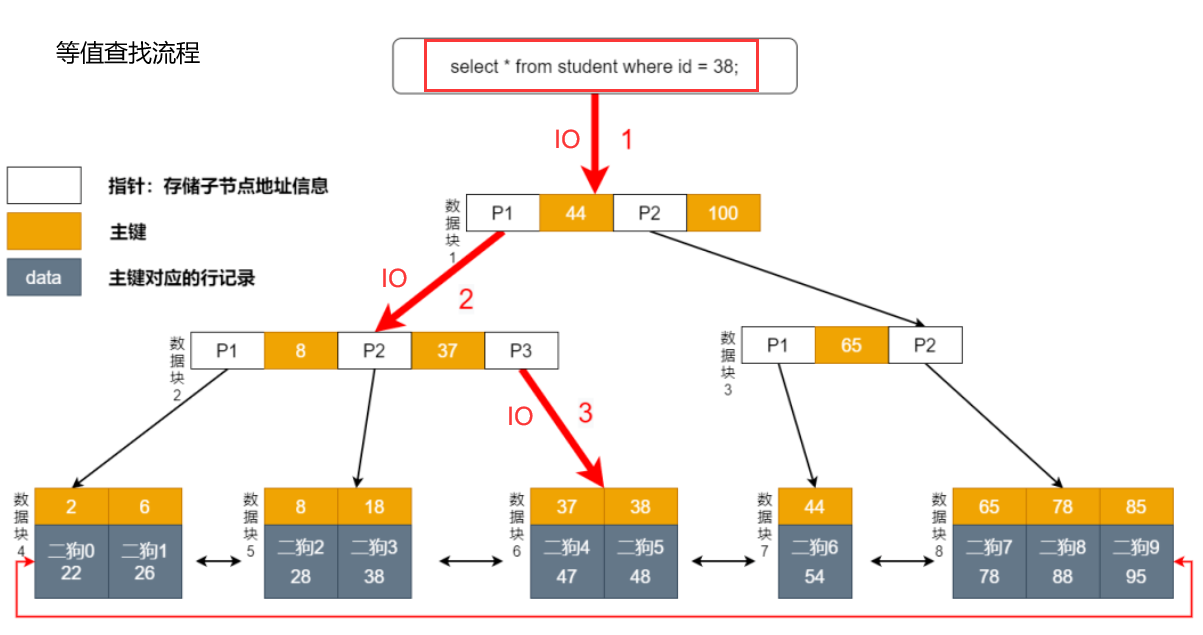 等值查找流程
select * from student where id = 38;
IO 1
指针：存储子节点地址信息
主键
data 主键对应的行记录
数据块1
P1 44 P2 100
IO 2
数据块2
P1 8 P2 37 P3
数据块3
P1 65 P2
IO 3
数据块4
2 6
二狗0 二狗1
22 26
数据块5
8 18
二狗2 二狗3
28 38
数据块6
37 38
二狗4 二狗5
47 48
数据块7
44
二狗6
54
数据块8
65 78 85
二狗7 二狗8 二狗9
78 88 95